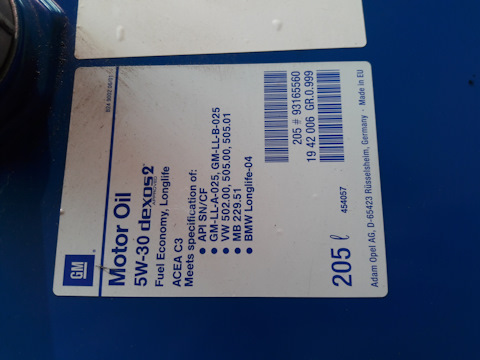 GM
Motor Oil
5W-30 dexos2
Fuel Economy, Longlife
ACEA C3
Meets specification of:
• API SN/CF
• GM-LL-A-025, GM-LL-B-025
• VW 502.00, 505.00, 505.01
• MB 229.51
• BMW Longlife-04
205 # 93165560
19 42 006 GR.0.999
205 ℓ
454057
Adam Opel AG, D-65423 Rüsselsheim, Germany · Made in EU